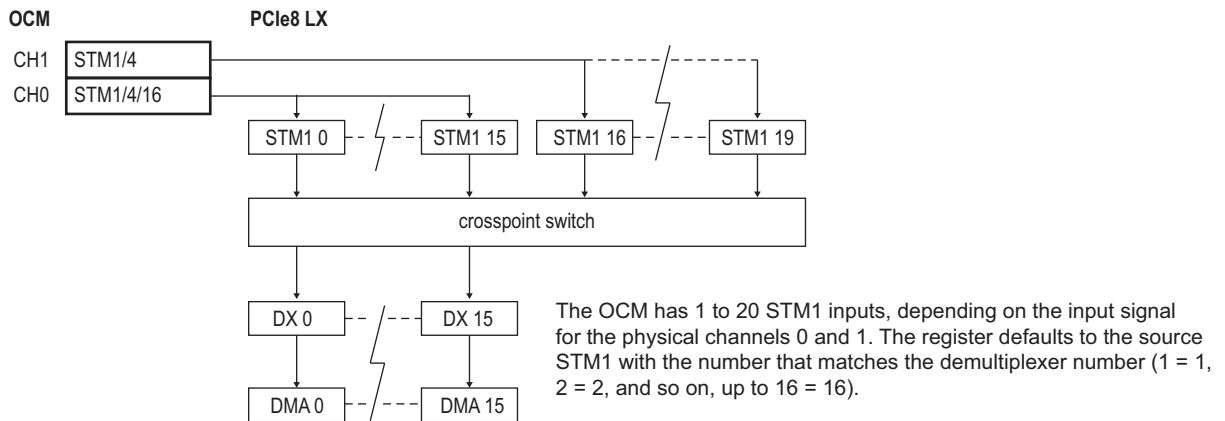 OCM PCIe8 LX
CH1 STM1/4
CH0 STM1/4/16
STM1 0 STM1 15 STM1 16 STM1 19
crosspoint switch
DX 0 DX 15
DMA 0 DMA 15
The OCM has 1 to 20 STM1 inputs, depending on the input signal
for the physical channels 0 and 1. The register defaults to the source
STM1 with the number that matches the demultiplexer number (1 = 1,
2 = 2, and so on, up to 16 = 16).